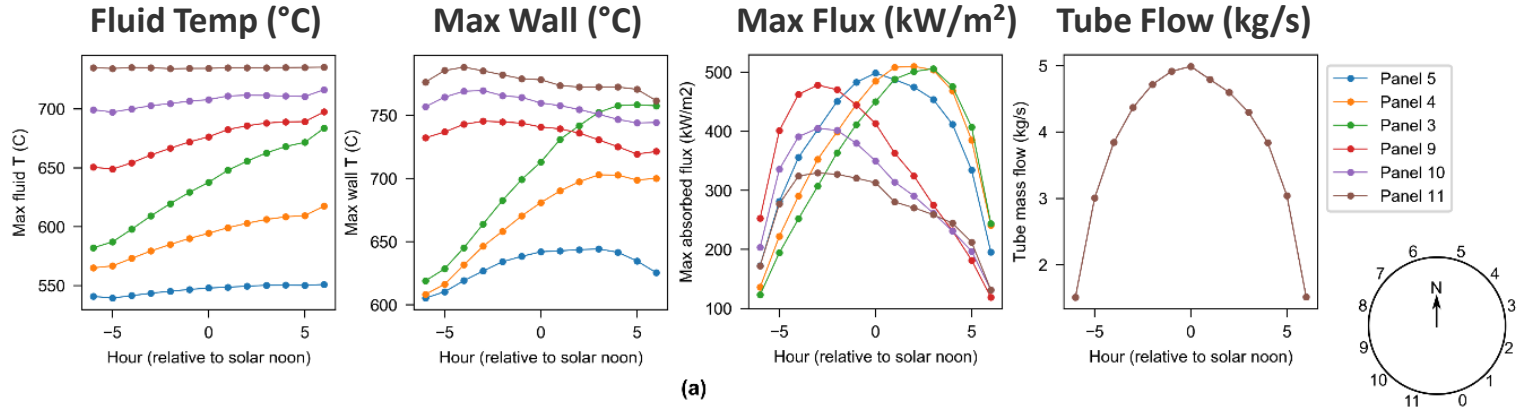 Fluid Temp (°C)
Max Wall (°C)
Max Flux (kW/m²)
Tube Flow (kg/s)
Max fluid T (C)
700
650
600
550
−5
0
5
Hour (relative to solar noon)
Max wall T (C)
750
700
650
600
−5
0
5
Hour (relative to solar noon)
Max absorbed flux (kW/m2)
500
400
300
200
100
−5
0
5
Hour (relative to solar noon)
Tube mass flow (kg/s)
5
4
3
2
−5
0
5
Hour (relative to solar noon)
Panel 5
Panel 4
Panel 3
Panel 9
Panel 10
Panel 11
N
6
5
4
3
2
1
0
11
10
9
8
7
(a)